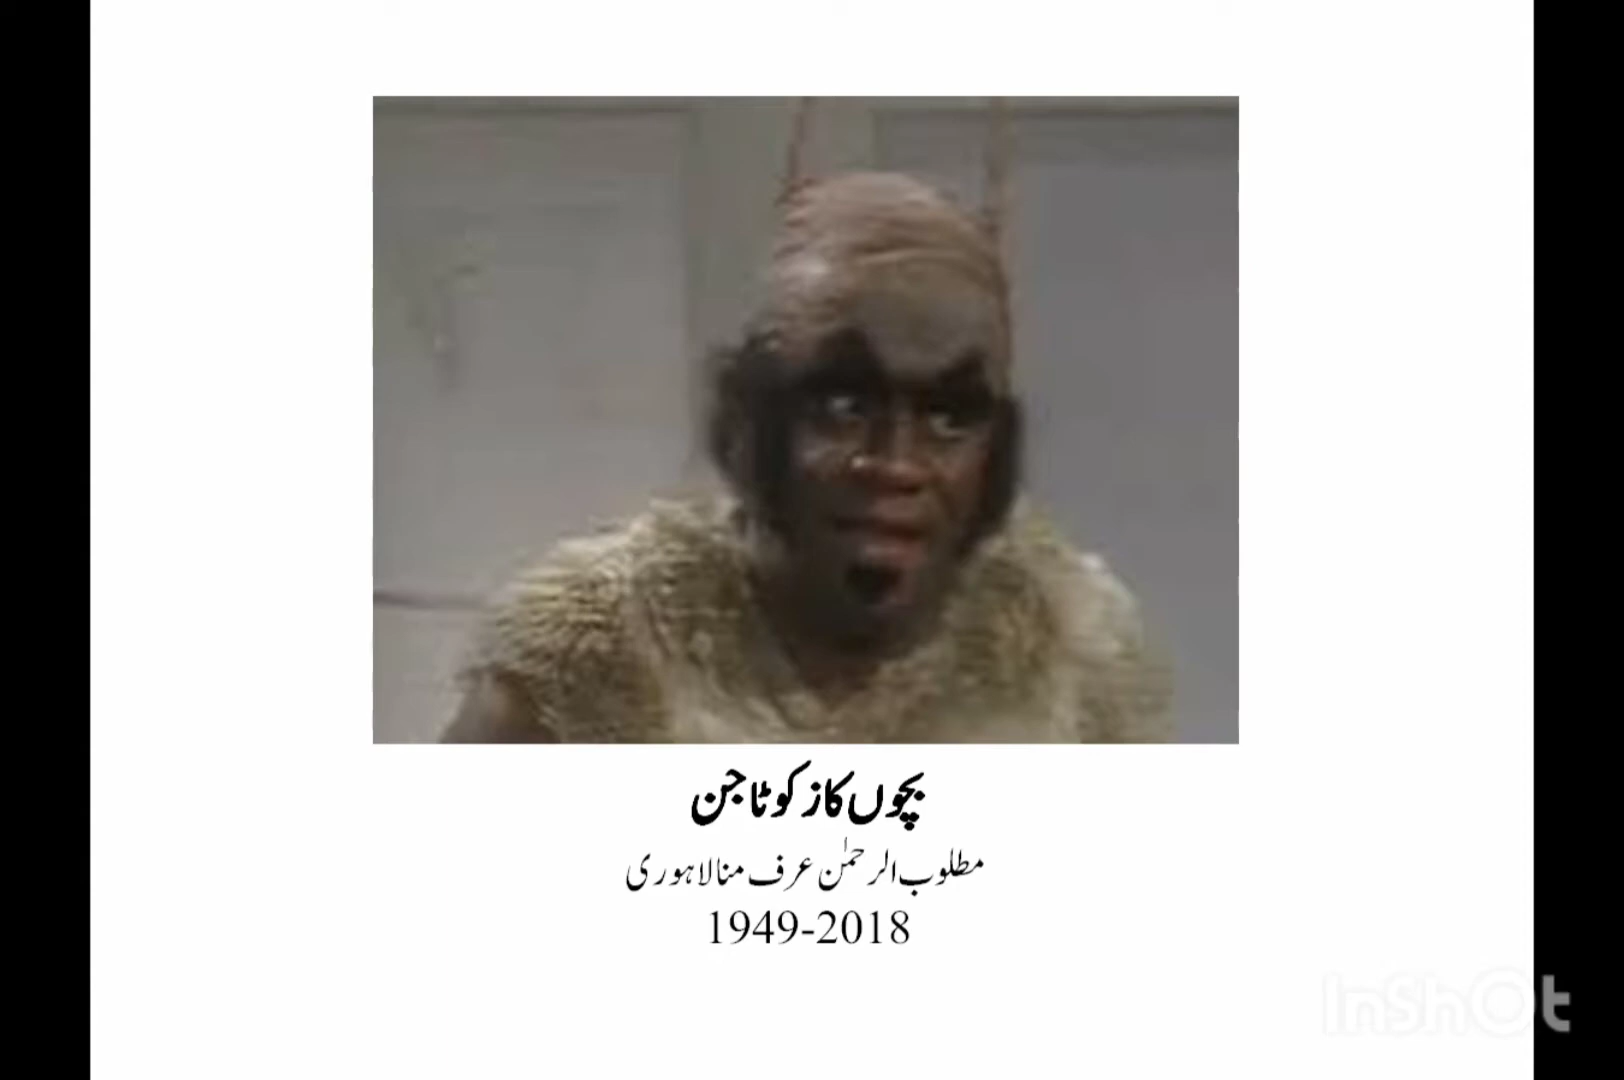 بچوں کا زکوٹا جن
مطلوب الرحمٰن عرف منا لاہوری
1949-2018
InShOt